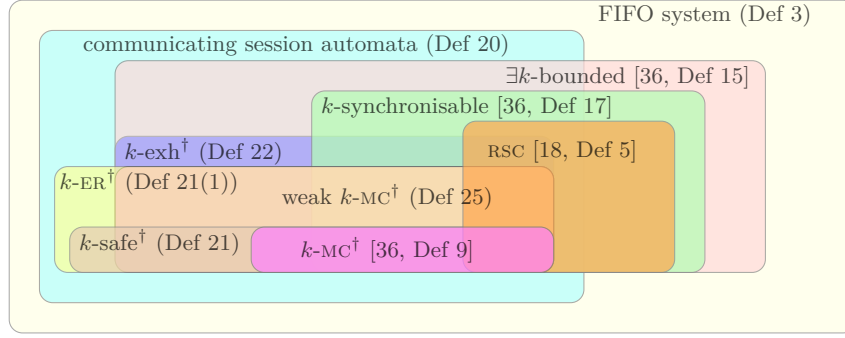 FIFO system (Def 3)
communicating session automata (Def 20)
∃k-bounded [36, Def 15]
k-synchronisable [36, Def 17]
k-exh† (Def 22)
RSC [18, Def 5]
k-ER† (Def 21(1))
weak k-MC† (Def 25)
k-safe† (Def 21)
k-MC† [36, Def 9]